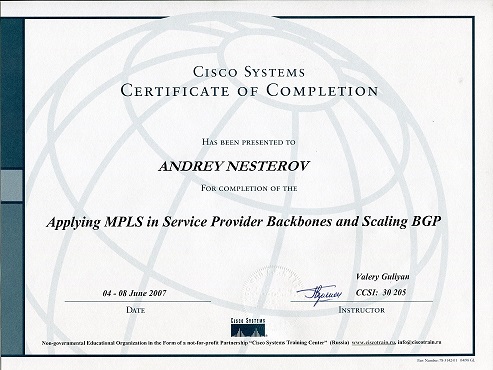 CISCO SYSTEMS
CERTIFICATE OF COMPLETION
HAS BEEN PRESENTED TO
ANDREY NESTEROV
FOR COMPLETION OF THE
Applying MPLS in Service Provider Backbones and Scaling BGP
Valery Guliyan
04 - 08 June 2007
CCSI: 30 205
DATE
INSTRUCTOR
CISCO SYSTEMS
Non-governmental Educational Organization in the Form of a not-for-profit Partnership "Cisco Systems Training Center" (Russia) www.ciscotrain.ru, info@ciscotrain.ru